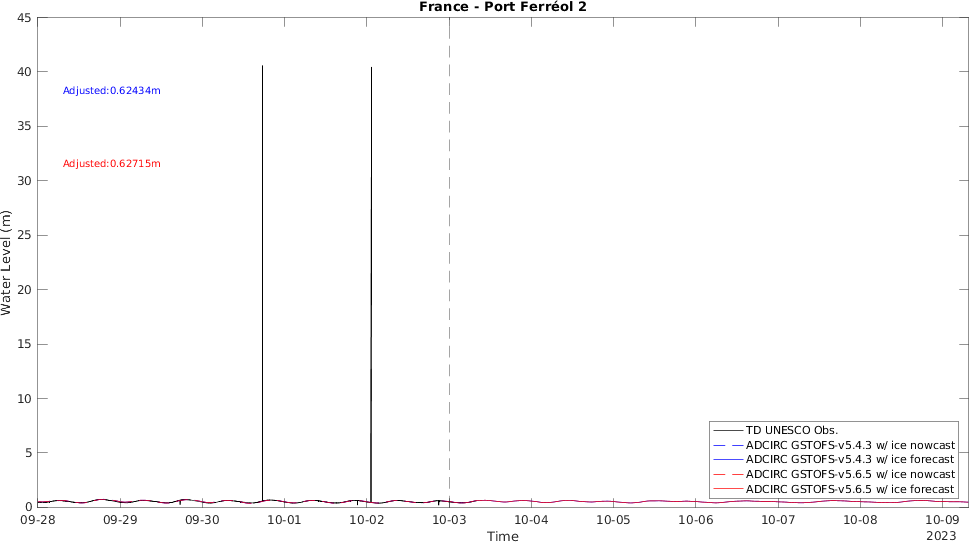 France - Port Ferréol 2
45
40
35
30
25
20
15
10
5
0
Water Level (m)
Adjusted:0.62434m
Adjusted:0.62715m
TD UNESCO Obs.
ADCIRC GSTOFS-v5.4.3 w/ ice nowcast
ADCIRC GSTOFS-v5.4.3 w/ ice forecast
ADCIRC GSTOFS-v5.6.5 w/ ice nowcast
ADCIRC GSTOFS-v5.6.5 w/ ice forecast
09-28 09-29 09-30 10-01 10-02 10-03 10-04 10-05 10-06 10-07 10-08 10-09
Time
2023